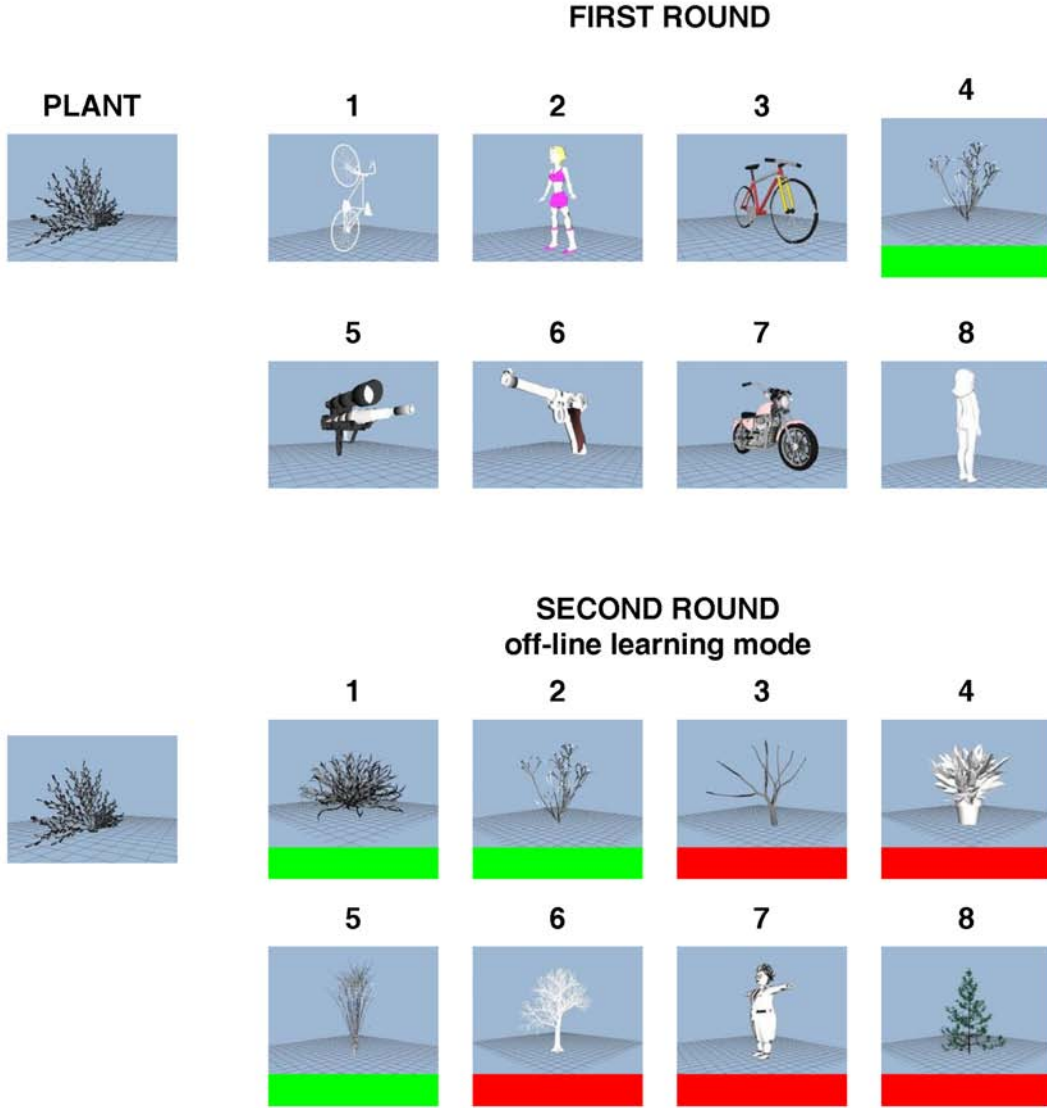 FIRST ROUND
PLANT 1 2 3 4
5 6 7 8
SECOND ROUND
off-line learning mode
1 2 3 4
5 6 7 8